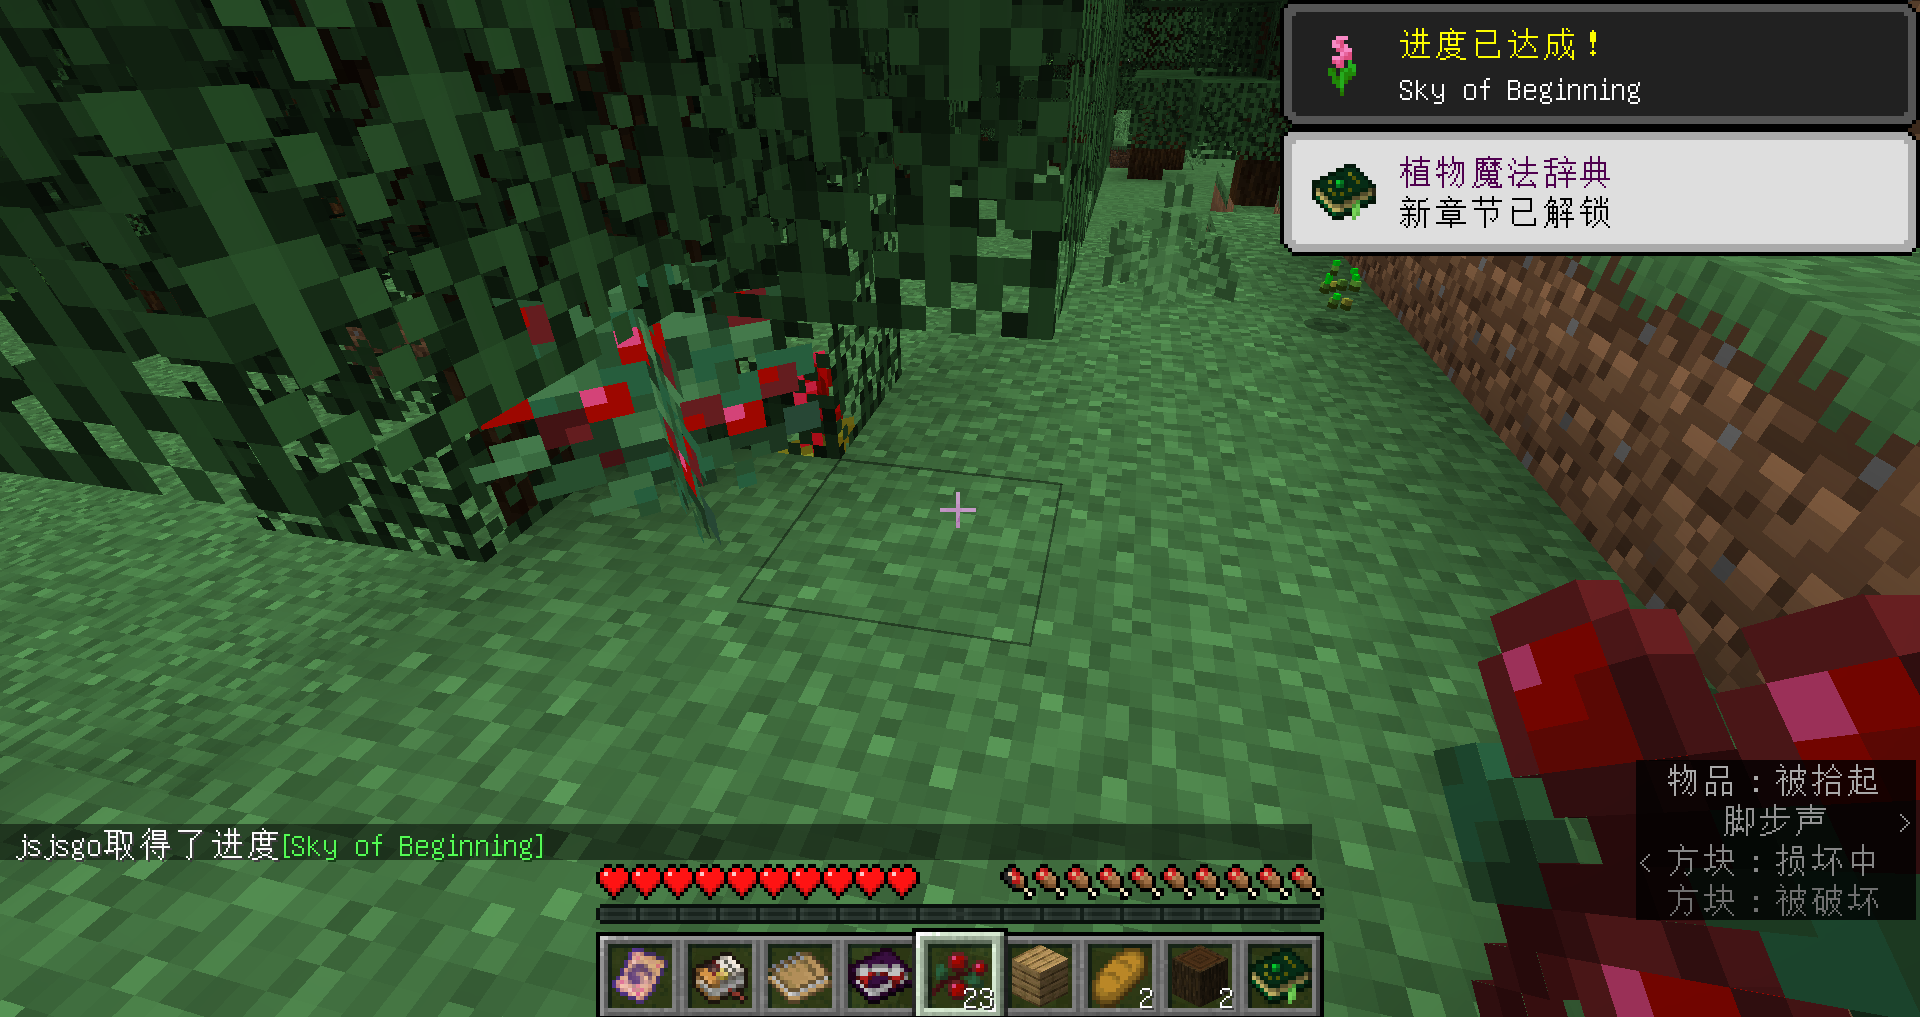 进度已达成！
Sky of Beginning
植物魔法辞典
新章节已解锁
物品：被拾起
脚步声 >
< 方块：损坏中
方块：被破坏
jsjsgo取得了进度[Sky of Beginning]
23
2
2